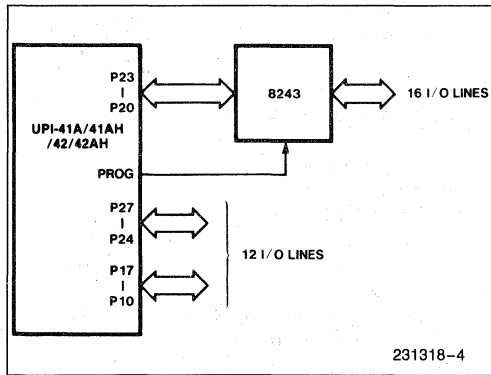 P23
|
P20
8243
16 I/O LINES
UPI-41A/41AH
/42/42AH
PROG
P27
|
P24
12 I/O LINES
P17
|
P10
231318-4